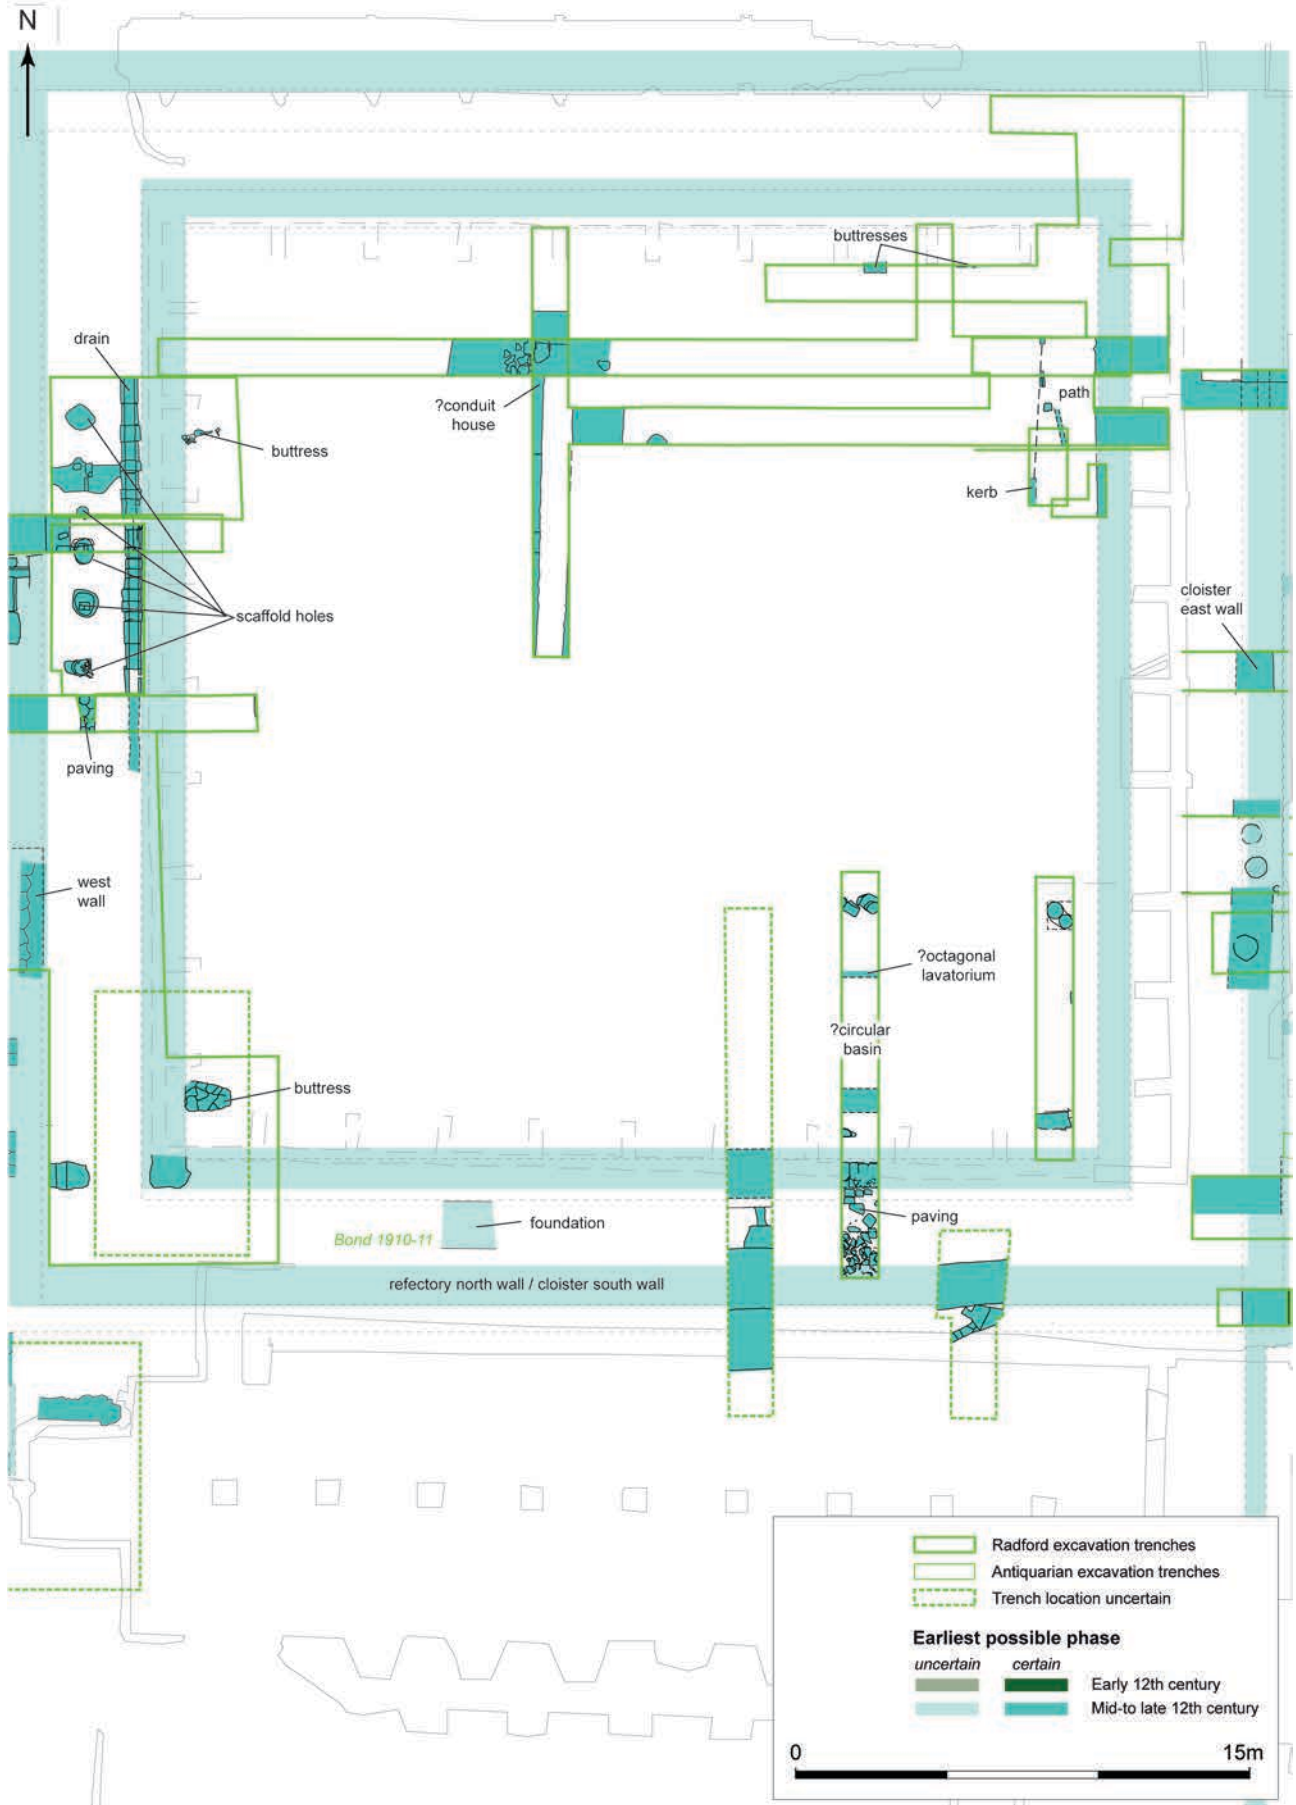 N
buttresses
drain
?conduit
house
path
buttress
kerb
scaffold holes
cloister
east wall
paving
west
wall
?octagonal
lavatorium
?circular
basin
buttress
paving
foundation
Bond 1910-11
refectory north wall / cloister south wall
Radford excavation trenches
Antiquarian excavation trenches
Trench location uncertain
Earliest possible phase
uncertain certain
Early 12th century
Mid-to late 12th century
0 15m